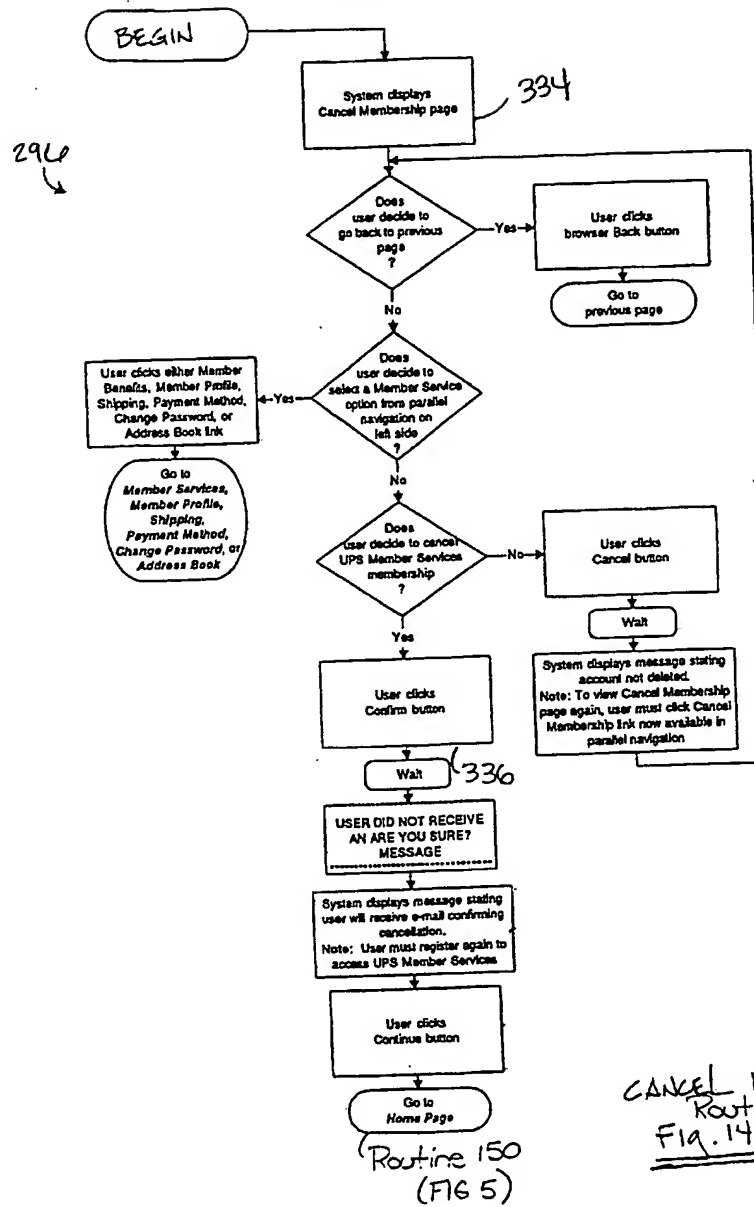 BEGIN
System displays
Cancel Membership page
334
296
Does
user decide to
go back to previous
page
?
Yes
User clicks
browser Back button
Go to
previous page
No
Does
user decide to
select a Member Service
option from parallel
navigation on
left side
?
Yes
User clicks either Member
Benefits, Member Profile,
Shipping, Payment Method,
Change Password, or
Address Book link
Go to
Member Services,
Member Profile,
Shipping,
Payment Method,
Change Password, or
Address Book
No
Does
user decide to cancel
UPS Member Services
membership
?
No
User clicks
Cancel button
Wait
System displays message stating
account not deleted.
Note: To view Cancel Membership
page again, user must click Cancel
Membership link now available in
parallel navigation
Yes
User clicks
Confirm button
Wait
336
USER DID NOT RECEIVE
AN ARE YOU SURE?
MESSAGE
System displays message stating
user will receive e-mail confirming
cancellation.
Note: User must register again to
access UPS Member Services
User clicks
Continue button
Go to
Home Page
Routine 150
(FIG 5)
CANCEL
Rout
Fig. 14